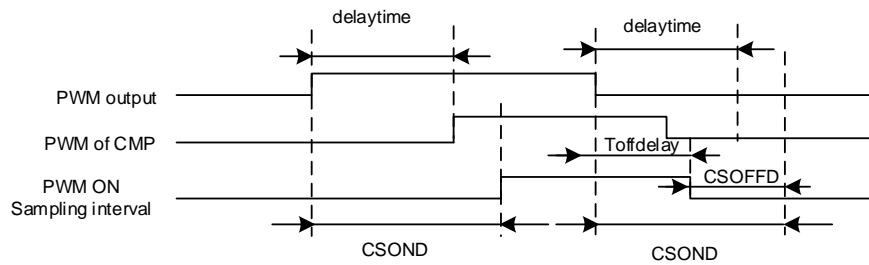 delaytime
delaytime
PWM output
PWM of CMP
Toffdelay
PWM ON
Sampling interval
CSOFFD
CSOND
CSOND